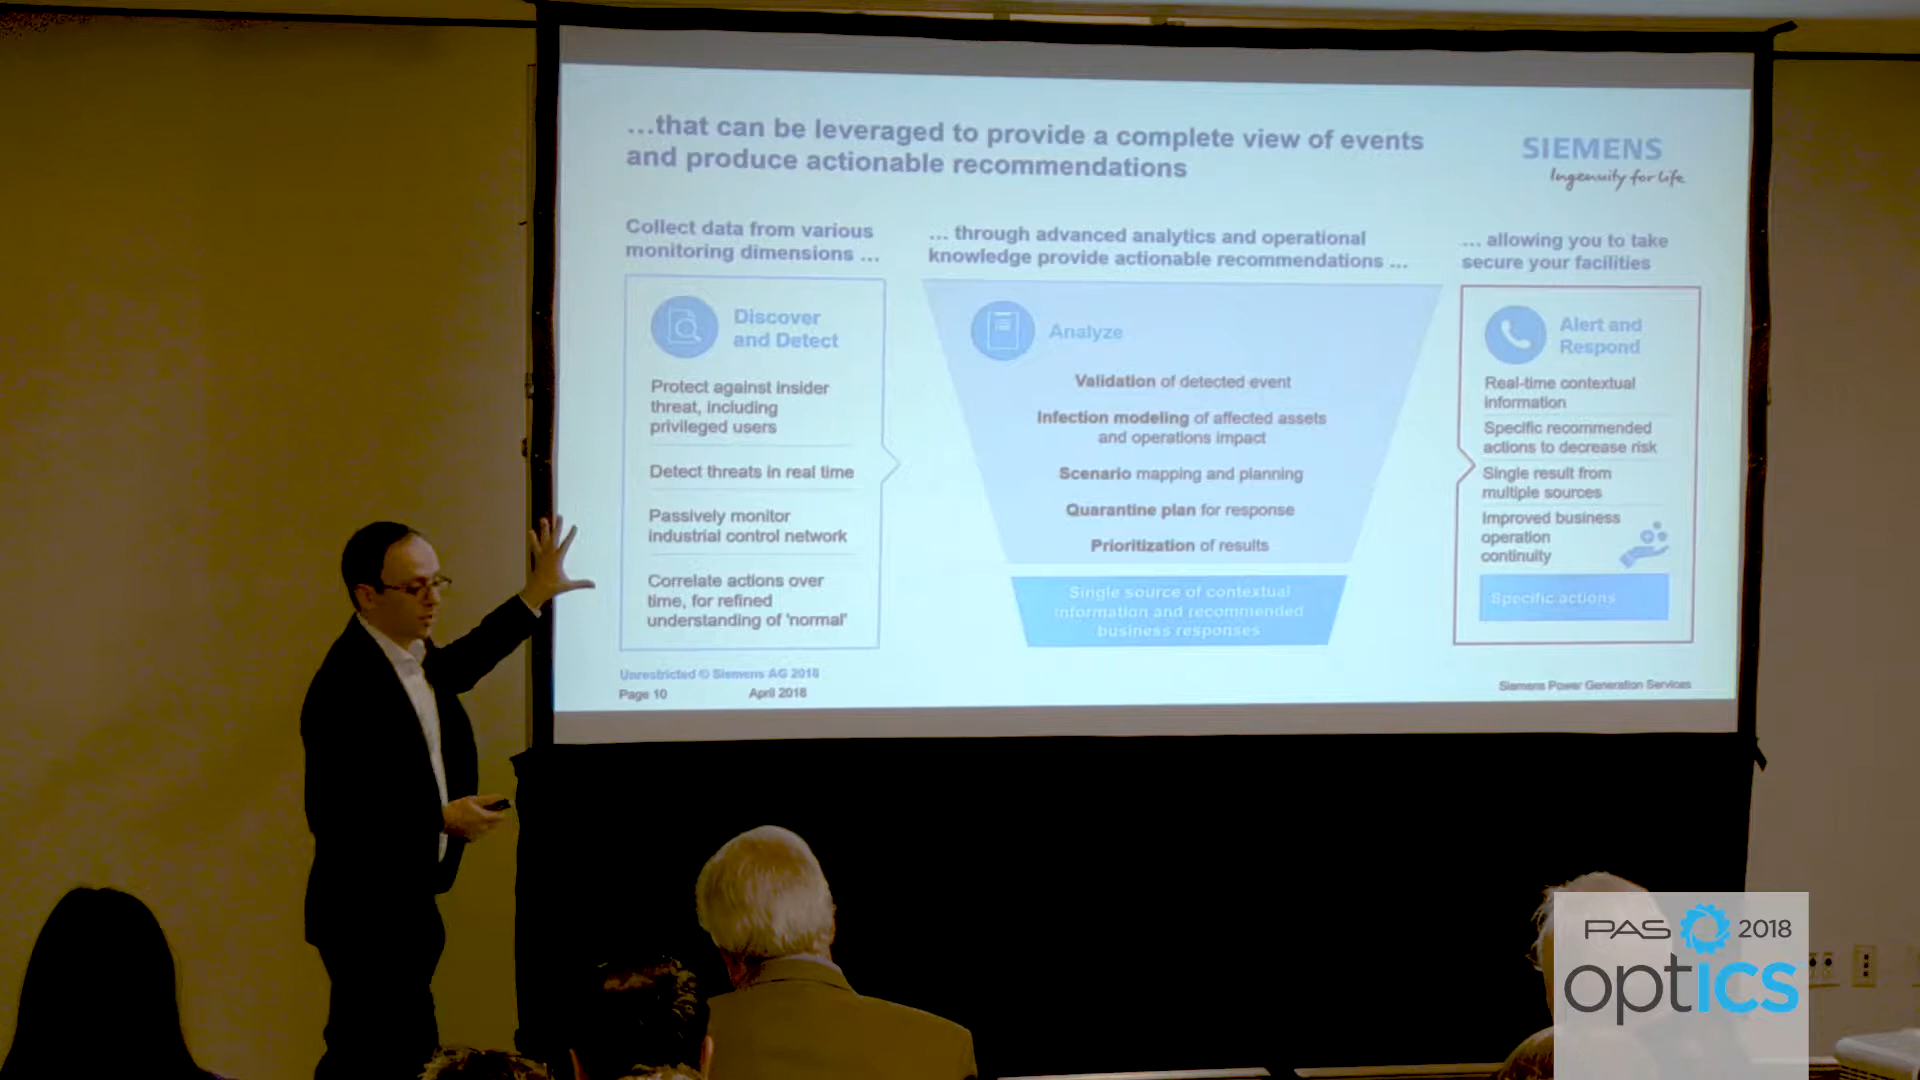 ...that can be leveraged to provide a complete view of events
and produce actionable recommendations
SIEMENS
Ingenuity for life
Collect data from various
monitoring dimensions ...
Discover
and Detect
Protect against insider
threat, including
privileged users
Detect threats in real time
Passively monitor
industrial control network
Correlate actions over
time, for refined
understanding of 'normal'
... through advanced analytics and operational
knowledge provide actionable recommendations ...
Analyze
Validation of detected event
Infection modeling of affected assets
and operations impact
Scenario mapping and planning
Quarantine plan for response
Prioritization of results
Single source of contextual
information and recommended
business responses
... allowing you to take
secure your facilities
Alert and
Respond
Real-time contextual
information
Specific recommended
actions to decrease risk
Single result from
multiple sources
Improved business
operation
continuity
Specific actions
Unrestricted © Siemens AG 2018
Page 10 April 2018
Siemens Power Generation Services
PAS 2018
optICS